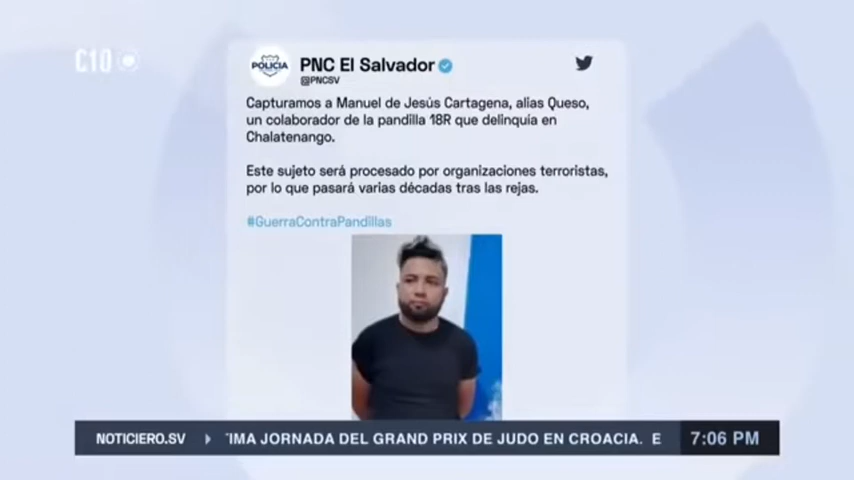 C10
POLICIA
PNC El Salvador
@PNCSV
Capturamos a Manuel de Jesús Cartagena, alias Queso,
un colaborador de la pandilla 18R que delinquía en
Chalatenango.
Este sujeto será procesado por organizaciones terroristas,
por lo que pasará varias décadas tras las rejas.
#GuerraContraPandillas
NOTICIERO.SV
TIMA JORNADA DEL GRAND PRIX DE JUDO EN CROACIA. E
7:06 PM